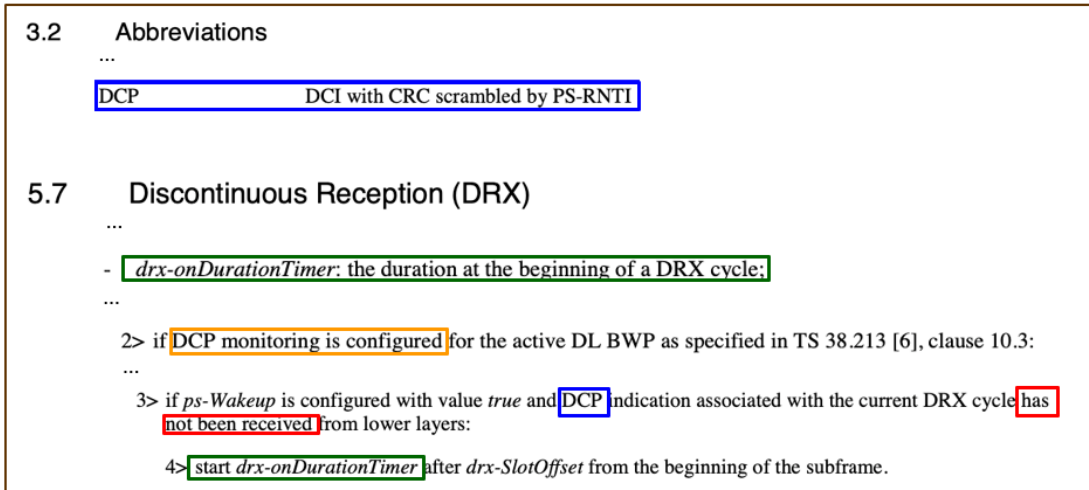 3.2 Abbreviations
...
DCP DCI with CRC scrambled by PS-RNTI
5.7 Discontinuous Reception (DRX)
...
- drx-onDurationTimer: the duration at the beginning of a DRX cycle;
...
2> if DCP monitoring is configured for the active DL BWP as specified in TS 38.213 [6], clause 10.3:
...
3> if ps-Wakeup is configured with value true and DCP indication associated with the current DRX cycle has
not been received from lower layers:
4> start drx-onDurationTimer after drx-SlotOffset from the beginning of the subframe.